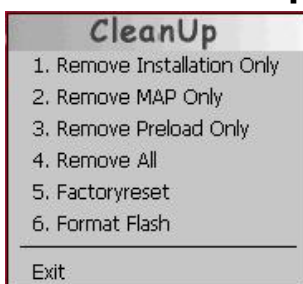 CleanUp
1. Remove Installation Only
2. Remove MAP Only
3. Remove Preload Only
4. Remove All
5. Factoryreset
6. Format Flash
Exit